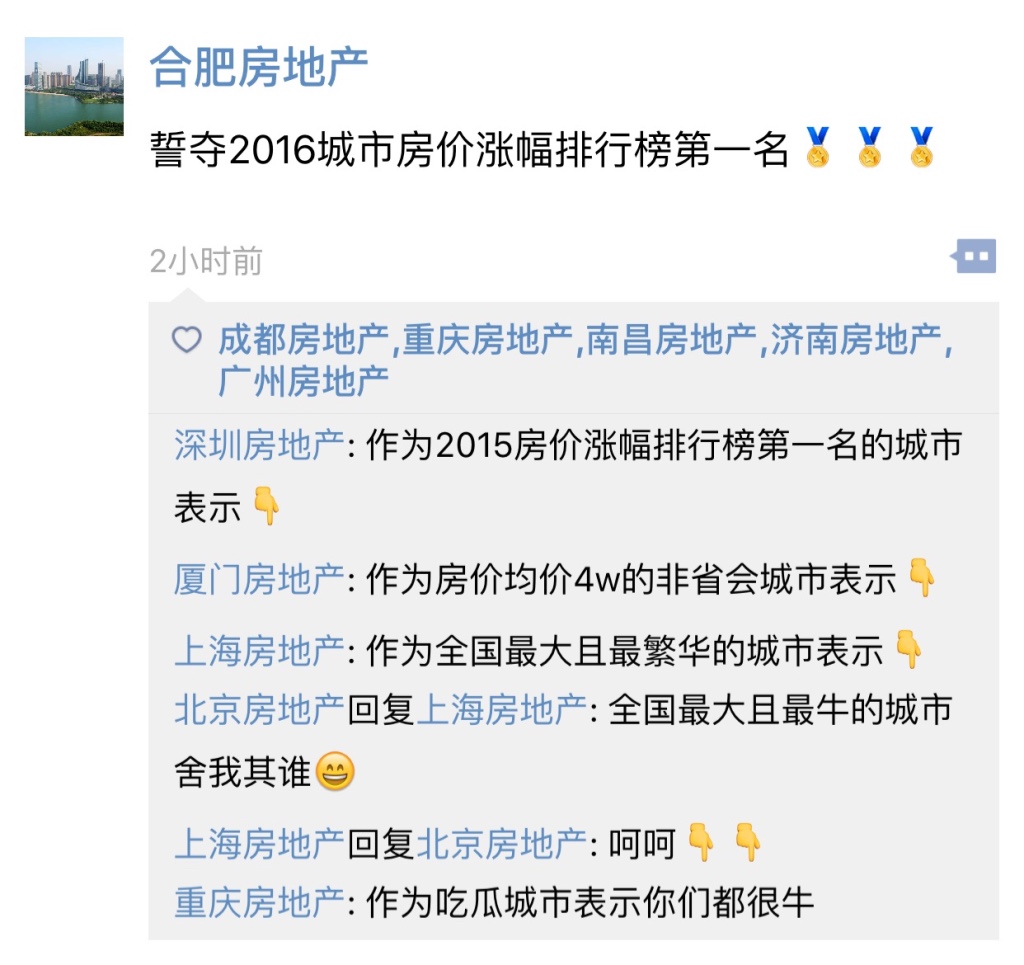 合肥房地产
誓夺2016城市房价涨幅排行榜第一名🏅🏅🏅
2小时前
成都房地产,重庆房地产,南昌房地产,济南房地产,
广州房地产
深圳房地产: 作为2015房价涨幅排行榜第一名的城市
表示👇
厦门房地产: 作为房价均价4w的非省会城市表示👇
上海房地产: 作为全国最大且最繁华的城市表示👇
北京房地产回复上海房地产: 全国最大且最牛的城市
舍我其谁😄
上海房地产回复北京房地产: 呵呵👇👇
重庆房地产: 作为吃瓜城市表示你们都很牛